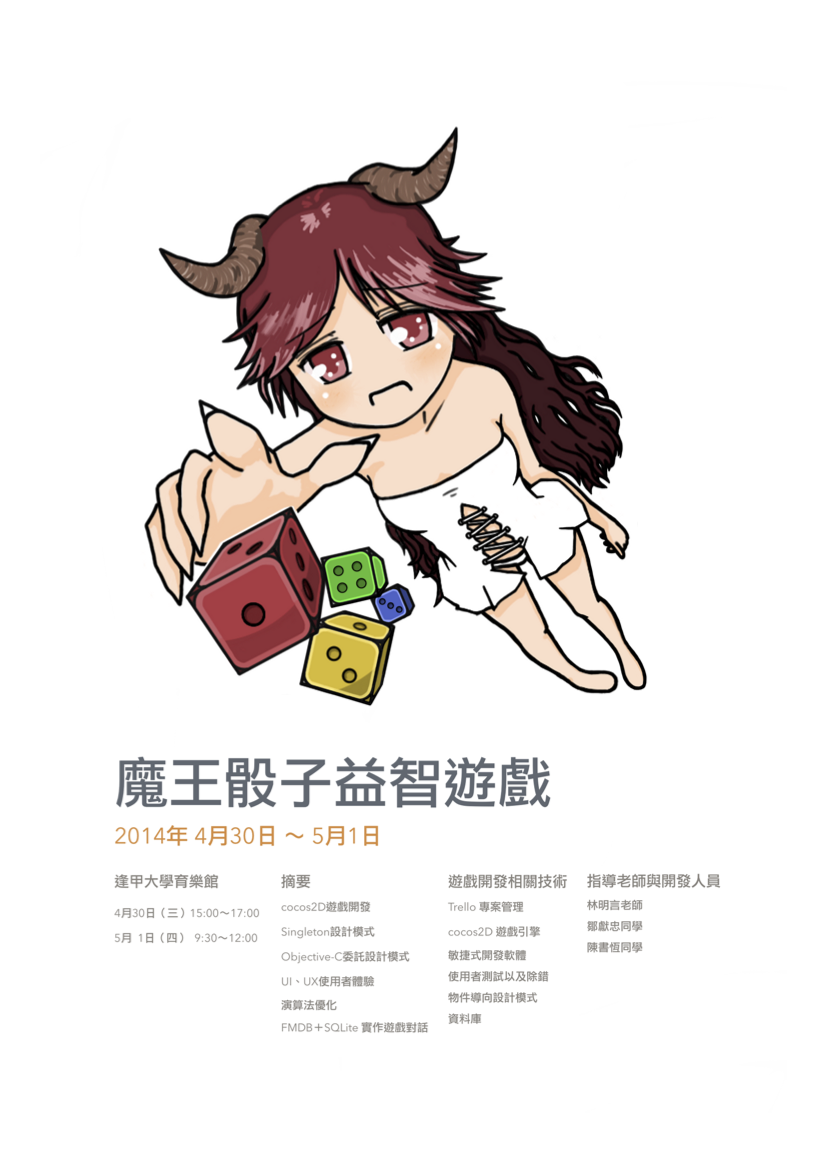 魔王骰子益智遊戲
2014年 4月30日 ～ 5月1日
逢甲大學育樂館
4月30日（三）15:00～17:00
5月 1日（四） 9:30～12:00
摘要
cocos2D遊戲開發
Singleton設計模式
Objective-C委託設計模式
UI、UX使用者體驗
演算法優化
FMDB＋SQLite 實作遊戲對話
遊戲開發相關技術
Trello 專案管理
cocos2D 遊戲引擎
敏捷式開發軟體
使用者測試以及除錯
物件導向設計模式
資料庫
指導老師與開發人員
林明言老師
鄒獻忠同學
陳書恆同學